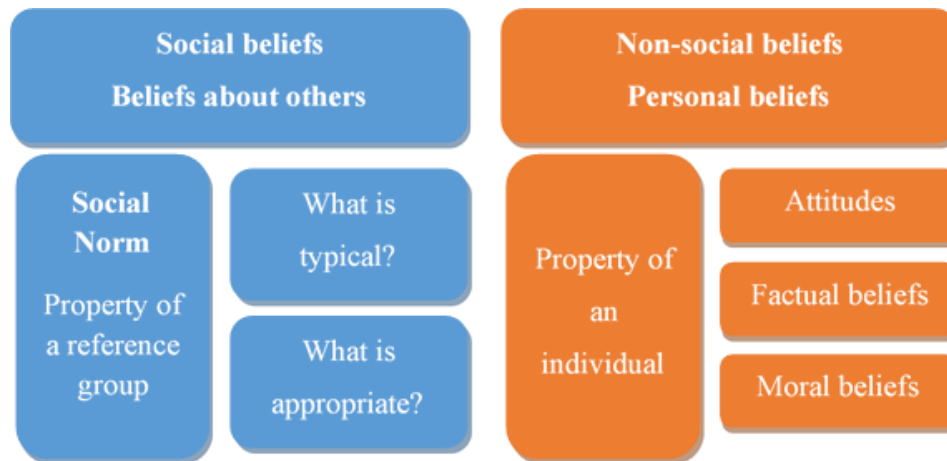 Social beliefs
Beliefs about others
Non-social beliefs
Personal beliefs
Social
Norm
Property of
a reference
group
What is
typical?
What is
appropriate?
Property of
an
individual
Attitudes
Factual beliefs
Moral beliefs